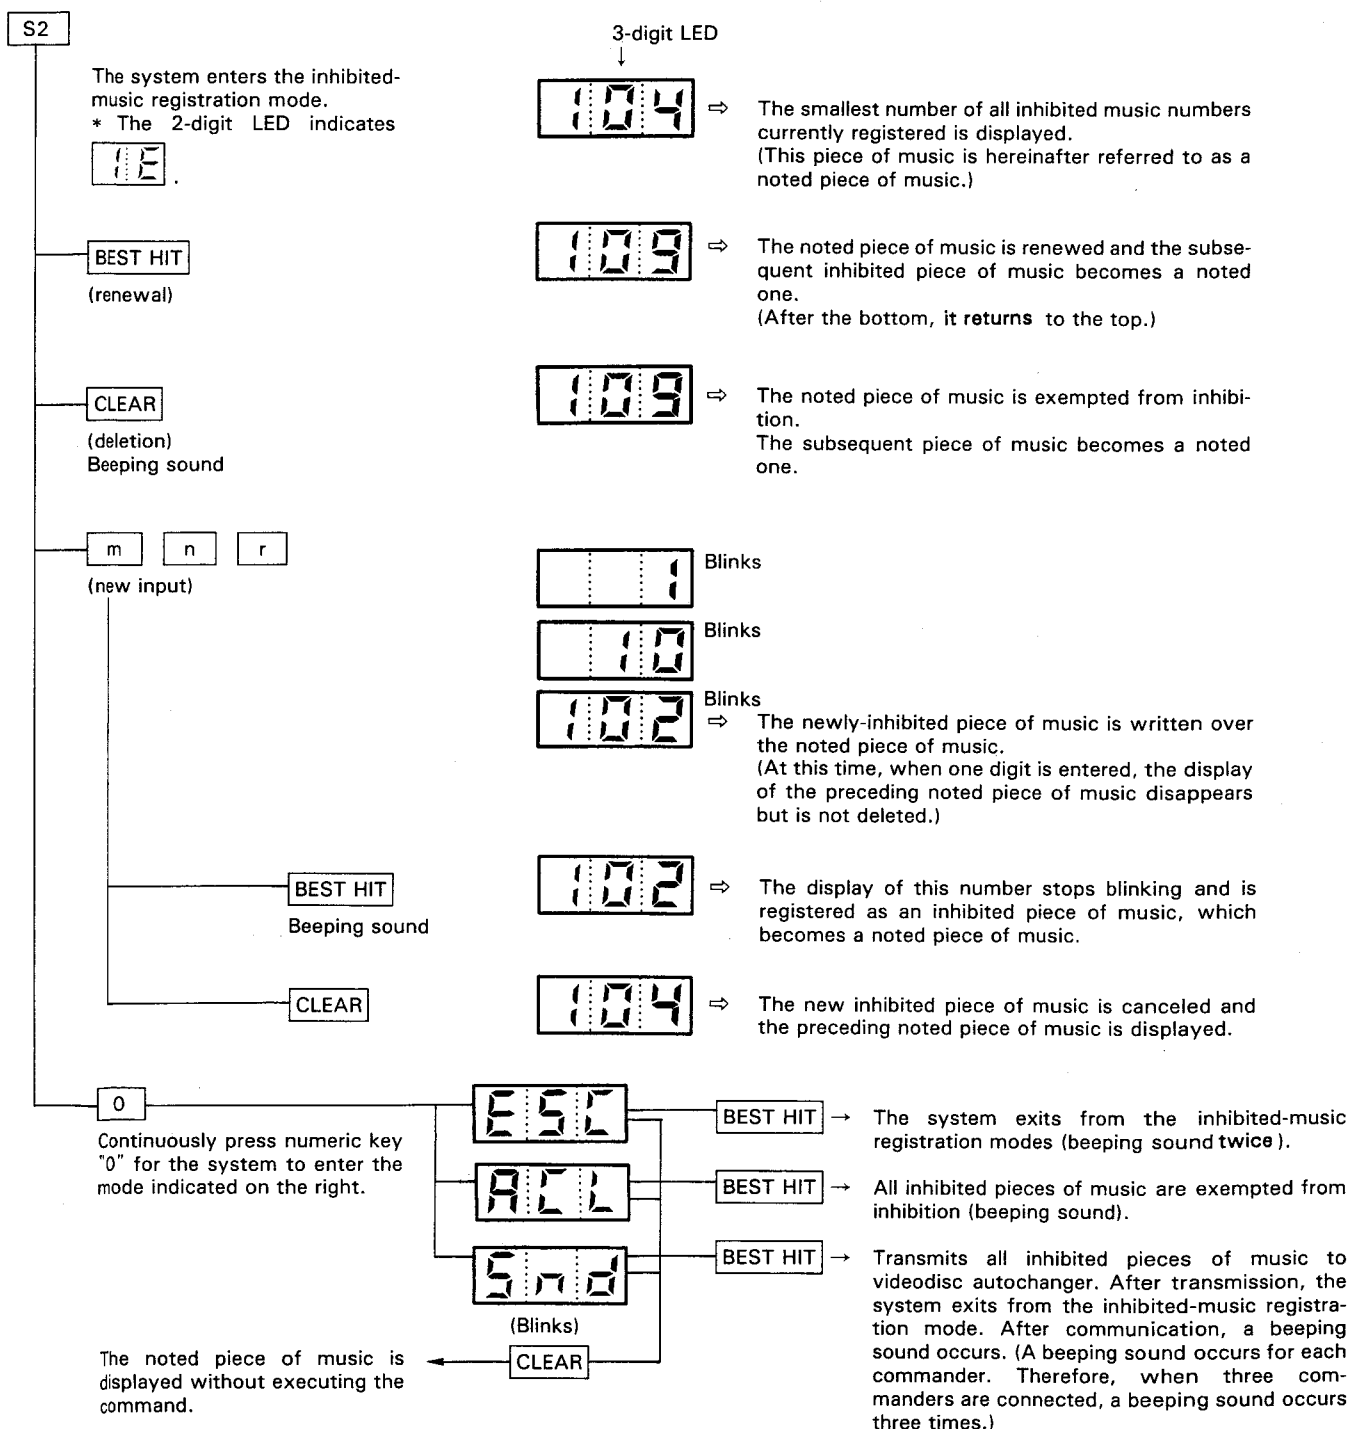 S2
3-digit LED
↓
The system enters the inhibited-
music registration mode.
* The 2-digit LED indicates
1E.
104
⇨ The smallest number of all inhibited music numbers
currently registered is displayed.
(This piece of music is hereinafter referred to as a
noted piece of music.)
BEST HIT
(renewal)
109
⇨ The noted piece of music is renewed and the subse-
quent inhibited piece of music becomes a noted
one.
(After the bottom, it returns to the top.)
CLEAR
(deletion)
Beeping sound
109
⇨ The noted piece of music is exempted from inhibi-
tion.
The subsequent piece of music becomes a noted
one.
m n r
(new input)
1 Blinks
10 Blinks
102 Blinks
⇨ The newly-inhibited piece of music is written over
the noted piece of music.
(At this time, when one digit is entered, the display
of the preceding noted piece of music disappears
but is not deleted.)
BEST HIT
Beeping sound
102
⇨ The display of this number stops blinking and is
registered as an inhibited piece of music, which
becomes a noted piece of music.
CLEAR
104
⇨ The new inhibited piece of music is canceled and
the preceding noted piece of music is displayed.
0
Continuously press numeric key
"0" for the system to enter the
mode indicated on the right.
ESC
BEST HIT → The system exits from the inhibited-music
registration modes (beeping sound twice).
ACL
BEST HIT → All inhibited pieces of music are exempted from
inhibition (beeping sound).
Snd
(Blinks)
BEST HIT → Transmits all inhibited pieces of music to
videodisc autochanger. After transmission, the
system exits from the inhibited-music registra-
tion mode. After communication, a beeping
sound occurs. (A beeping sound occurs for each
commander. Therefore, when three com-
manders are connected, a beeping sound occurs
three times.)
CLEAR
The noted piece of music is
displayed without executing the
command.